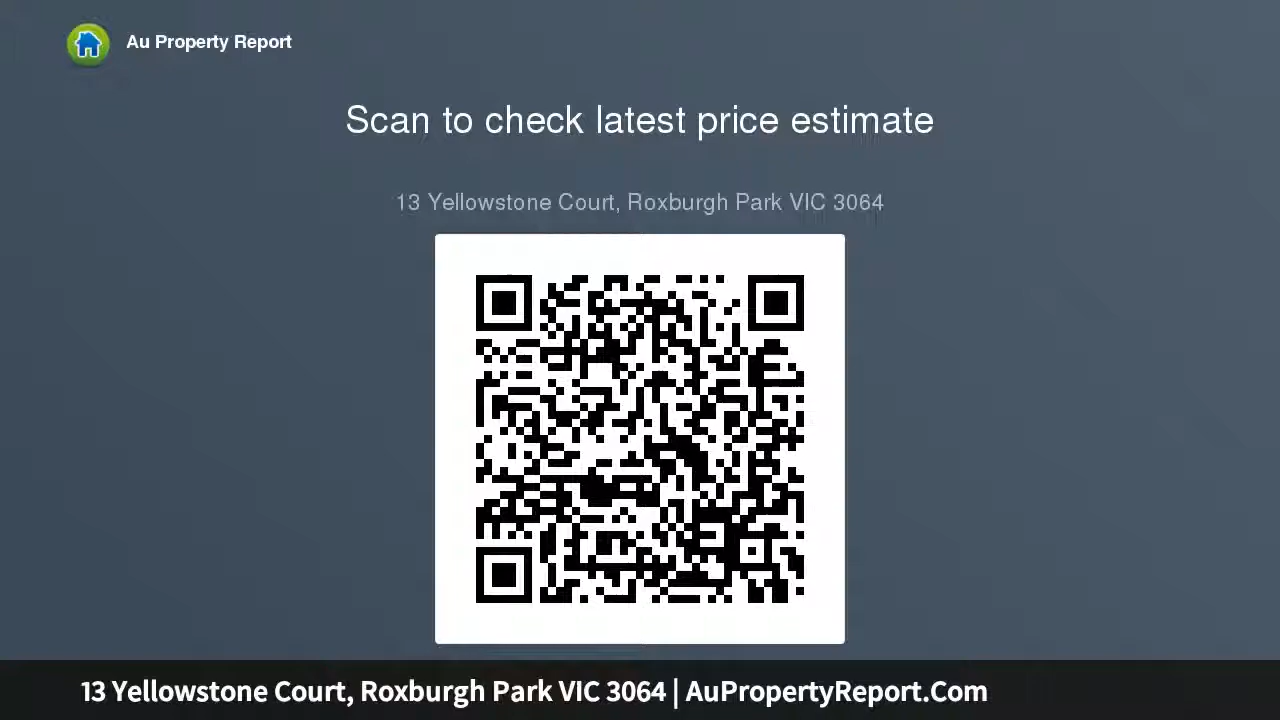 Au Property Report
Scan to check latest price estimate
13 Yellowstone Court, Roxburgh Park VIC 3064
13 Yellowstone Court, Roxburgh Park VIC 3064 | AuPropertyReport.Com